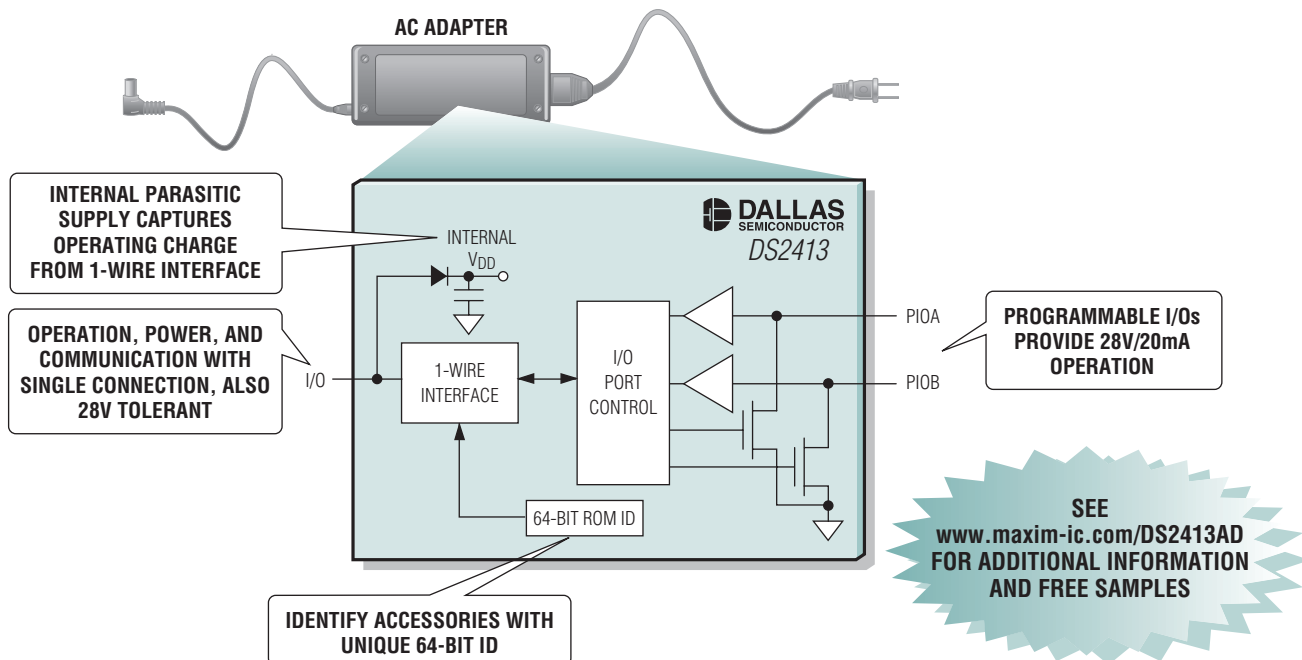 AC ADAPTER
INTERNAL PARASITIC
SUPPLY CAPTURES
OPERATING CHARGE
FROM 1-WIRE INTERFACE
DALLAS
SEMICONDUCTOR
DS2413
INTERNAL
VDD
OPERATION, POWER, AND
COMMUNICATION WITH
SINGLE CONNECTION, ALSO
28V TOLERANT
I/O
1-WIRE
INTERFACE
I/O
PORT
CONTROL
PIOA
PIOB
PROGRAMMABLE I/Os
PROVIDE 28V/20mA
OPERATION
64-BIT ROM ID
SEE
www.maxim-ic.com/DS2413AD
FOR ADDITIONAL INFORMATION
AND FREE SAMPLES
IDENTIFY ACCESSORIES WITH
UNIQUE 64-BIT ID